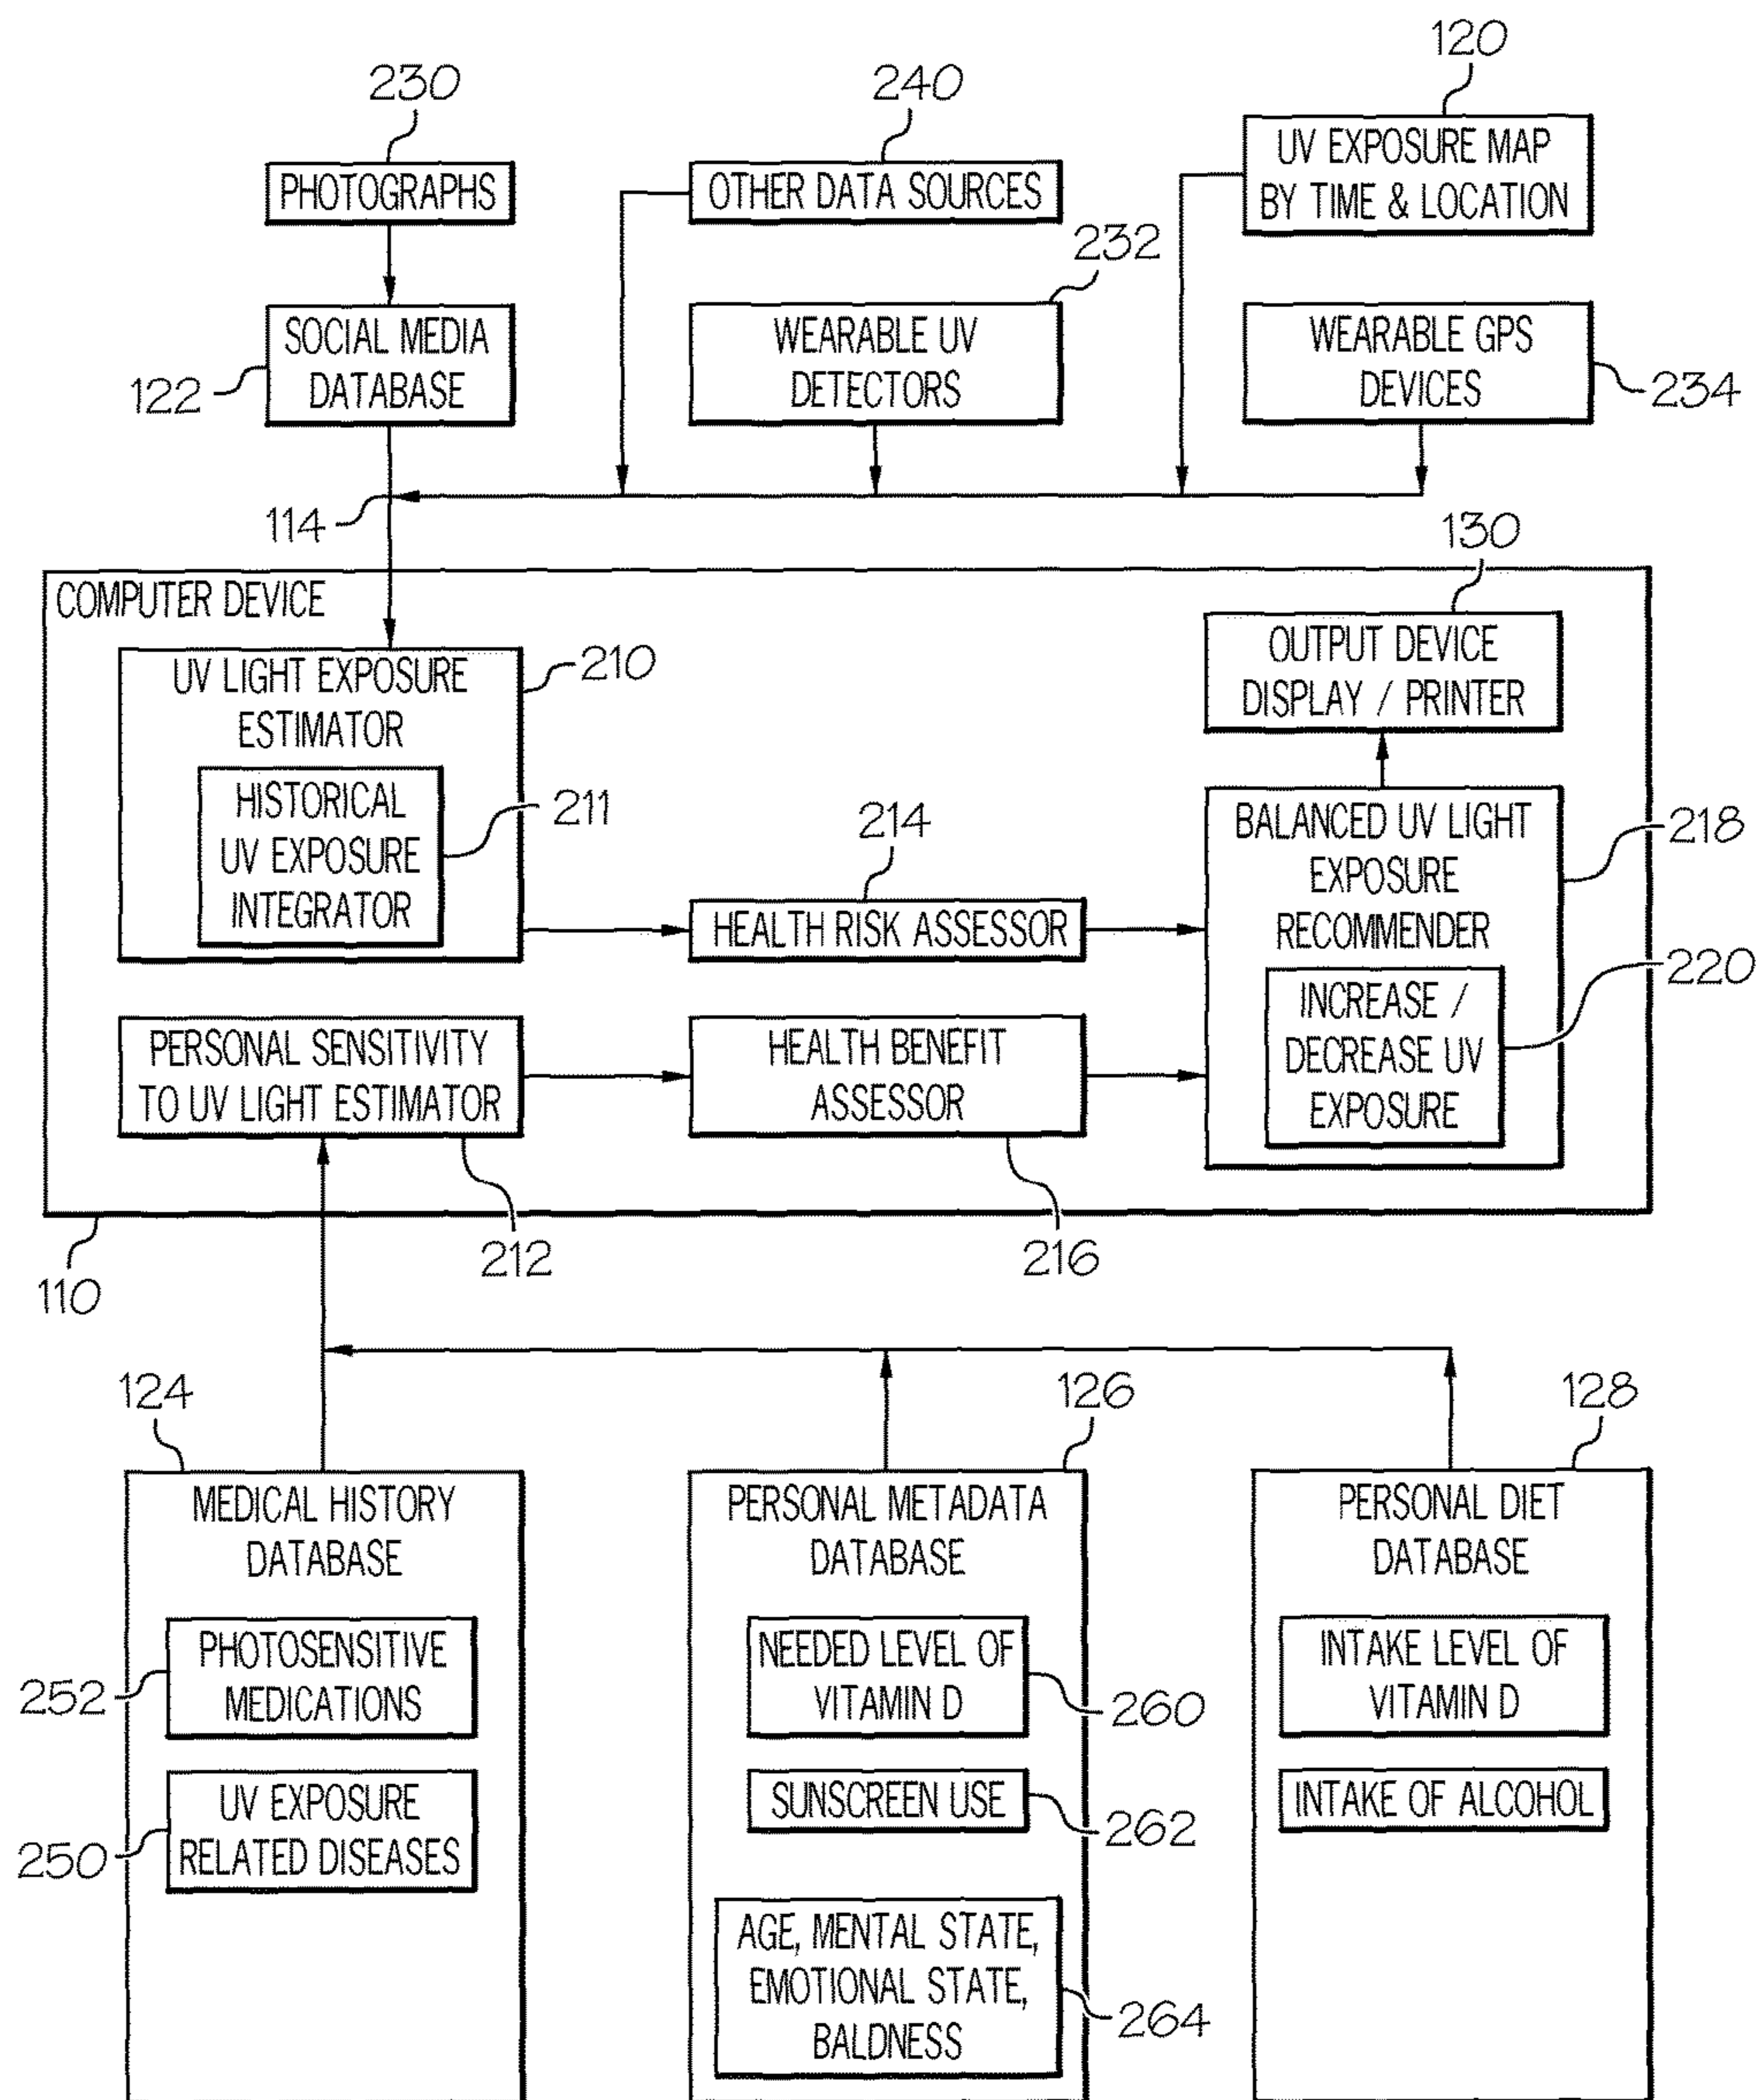 230
240
120
PHOTOGRAPHS
OTHER DATA SOURCES
UV EXPOSURE MAP
BY TIME & LOCATION
232
SOCIAL MEDIA
DATABASE
122
WEARABLE UV
DETECTORS
WEARABLE GPS
DEVICES
234
114
130
COMPUTER DEVICE
UV LIGHT EXPOSURE
ESTIMATOR
210
HISTORICAL
UV EXPOSURE
INTEGRATOR
211
OUTPUT DEVICE
DISPLAY / PRINTER
214
HEALTH RISK ASSESSOR
BALANCED UV LIGHT
EXPOSURE
RECOMMENDER
218
220
INCREASE /
DECREASE UV
EXPOSURE
PERSONAL SENSITIVITY
TO UV LIGHT ESTIMATOR
HEALTH BENEFIT
ASSESSOR
212
216
110
124
126
128
MEDICAL HISTORY
DATABASE
PHOTOSENSITIVE
MEDICATIONS
252
UV EXPOSURE
RELATED DISEASES
250
PERSONAL METADATA
DATABASE
NEEDED LEVEL OF
VITAMIN D
260
SUNSCREEN USE
262
AGE, MENTAL STATE,
EMOTIONAL STATE,
BALDNESS
264
PERSONAL DIET
DATABASE
INTAKE LEVEL OF
VITAMIN D
INTAKE OF ALCOHOL